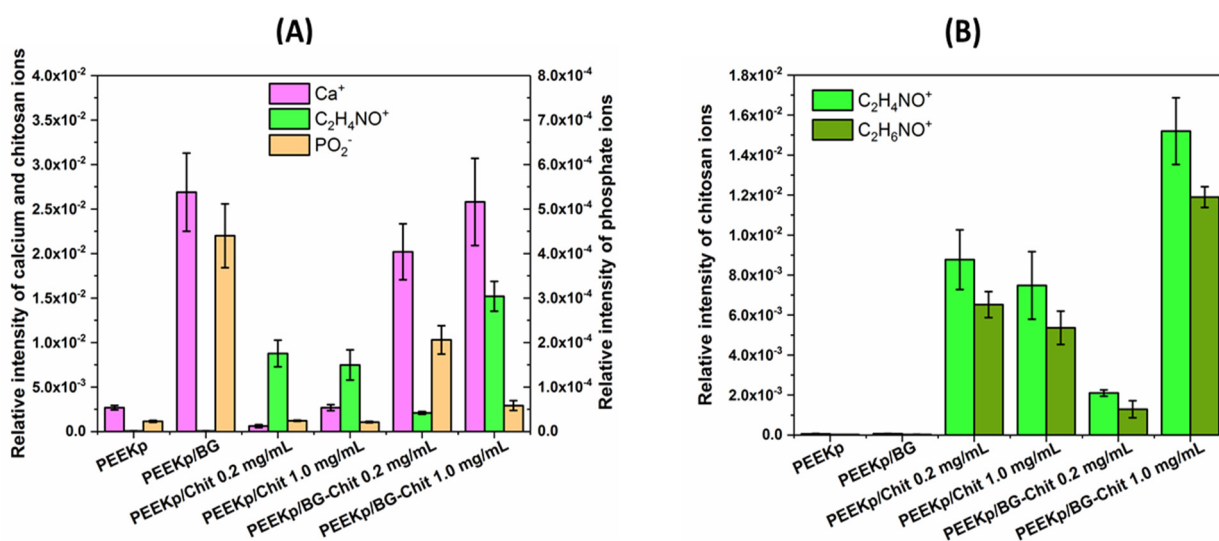 (A)
Relative intensity of calcium and chitosan ions
4.0x10⁻²
3.5x10⁻²
3.0x10⁻²
2.5x10⁻²
2.0x10⁻²
1.5x10⁻²
1.0x10⁻²
5.0x10⁻³
0.0
Ca⁺
C₂H₄NO⁺
PO₂⁻
8.0x10⁻⁴
7.0x10⁻⁴
6.0x10⁻⁴
5.0x10⁻⁴
4.0x10⁻⁴
3.0x10⁻⁴
2.0x10⁻⁴
1.0x10⁻⁴
0.0
Relative intensity of phosphate ions
PEEKp
PEEKp/BG
PEEKp/Chit 0.2 mg/mL
PEEKp/Chit 1.0 mg/mL
PEEKp/BG-Chit 0.2 mg/mL
PEEKp/BG-Chit 1.0 mg/mL
(B)
Relative intensity of chitosan ions
1.8x10⁻²
1.6x10⁻²
1.4x10⁻²
1.2x10⁻²
1.0x10⁻²
8.0x10⁻³
6.0x10⁻³
4.0x10⁻³
2.0x10⁻³
0.0
C₂H₄NO⁺
C₂H₆NO⁺
PEEKp
PEEKp/BG
PEEKp/Chit 0.2 mg/mL
PEEKp/Chit 1.0 mg/mL
PEEKp/BG-Chit 0.2 mg/mL
PEEKp/BG-Chit 1.0 mg/mL